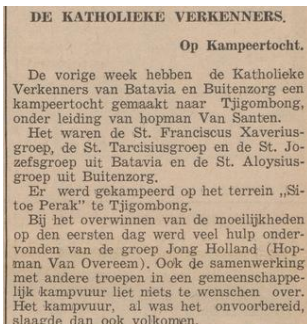 DE KATHOLIEKE VERKENNERS.
Op Kampeertocht.
De vorige week hebben de Katholieke
Verkenners van Batavia en Buitenzorg een
kampeertocht gemaakt naar Tjigombong,
onder leiding van hopman Van Santen.
Het waren de St. Franciscus Xaverius-
groep, de St. Tarcisiusgroep en de St. Jo-
zefsgroep uit Batavia en de St. Aloysius-
groep uit Buitenzorg.
Er werd gekampeerd op het terrein „Si-
toe Perak” te Tjigombong.
Bij het overwinnen van de moeilijkheden
op den eersten dag werd veel hulp onder-
vonden van de groep Jong Holland (Hop-
man Van Overeem). Ook de samenwerking
met andere troepen in een gemeenschappe-
lijk kampvuur liet niets te wenschen over.
Het kampvuur, al was het onvoorbereid,
slaagde dan ook volkomen.